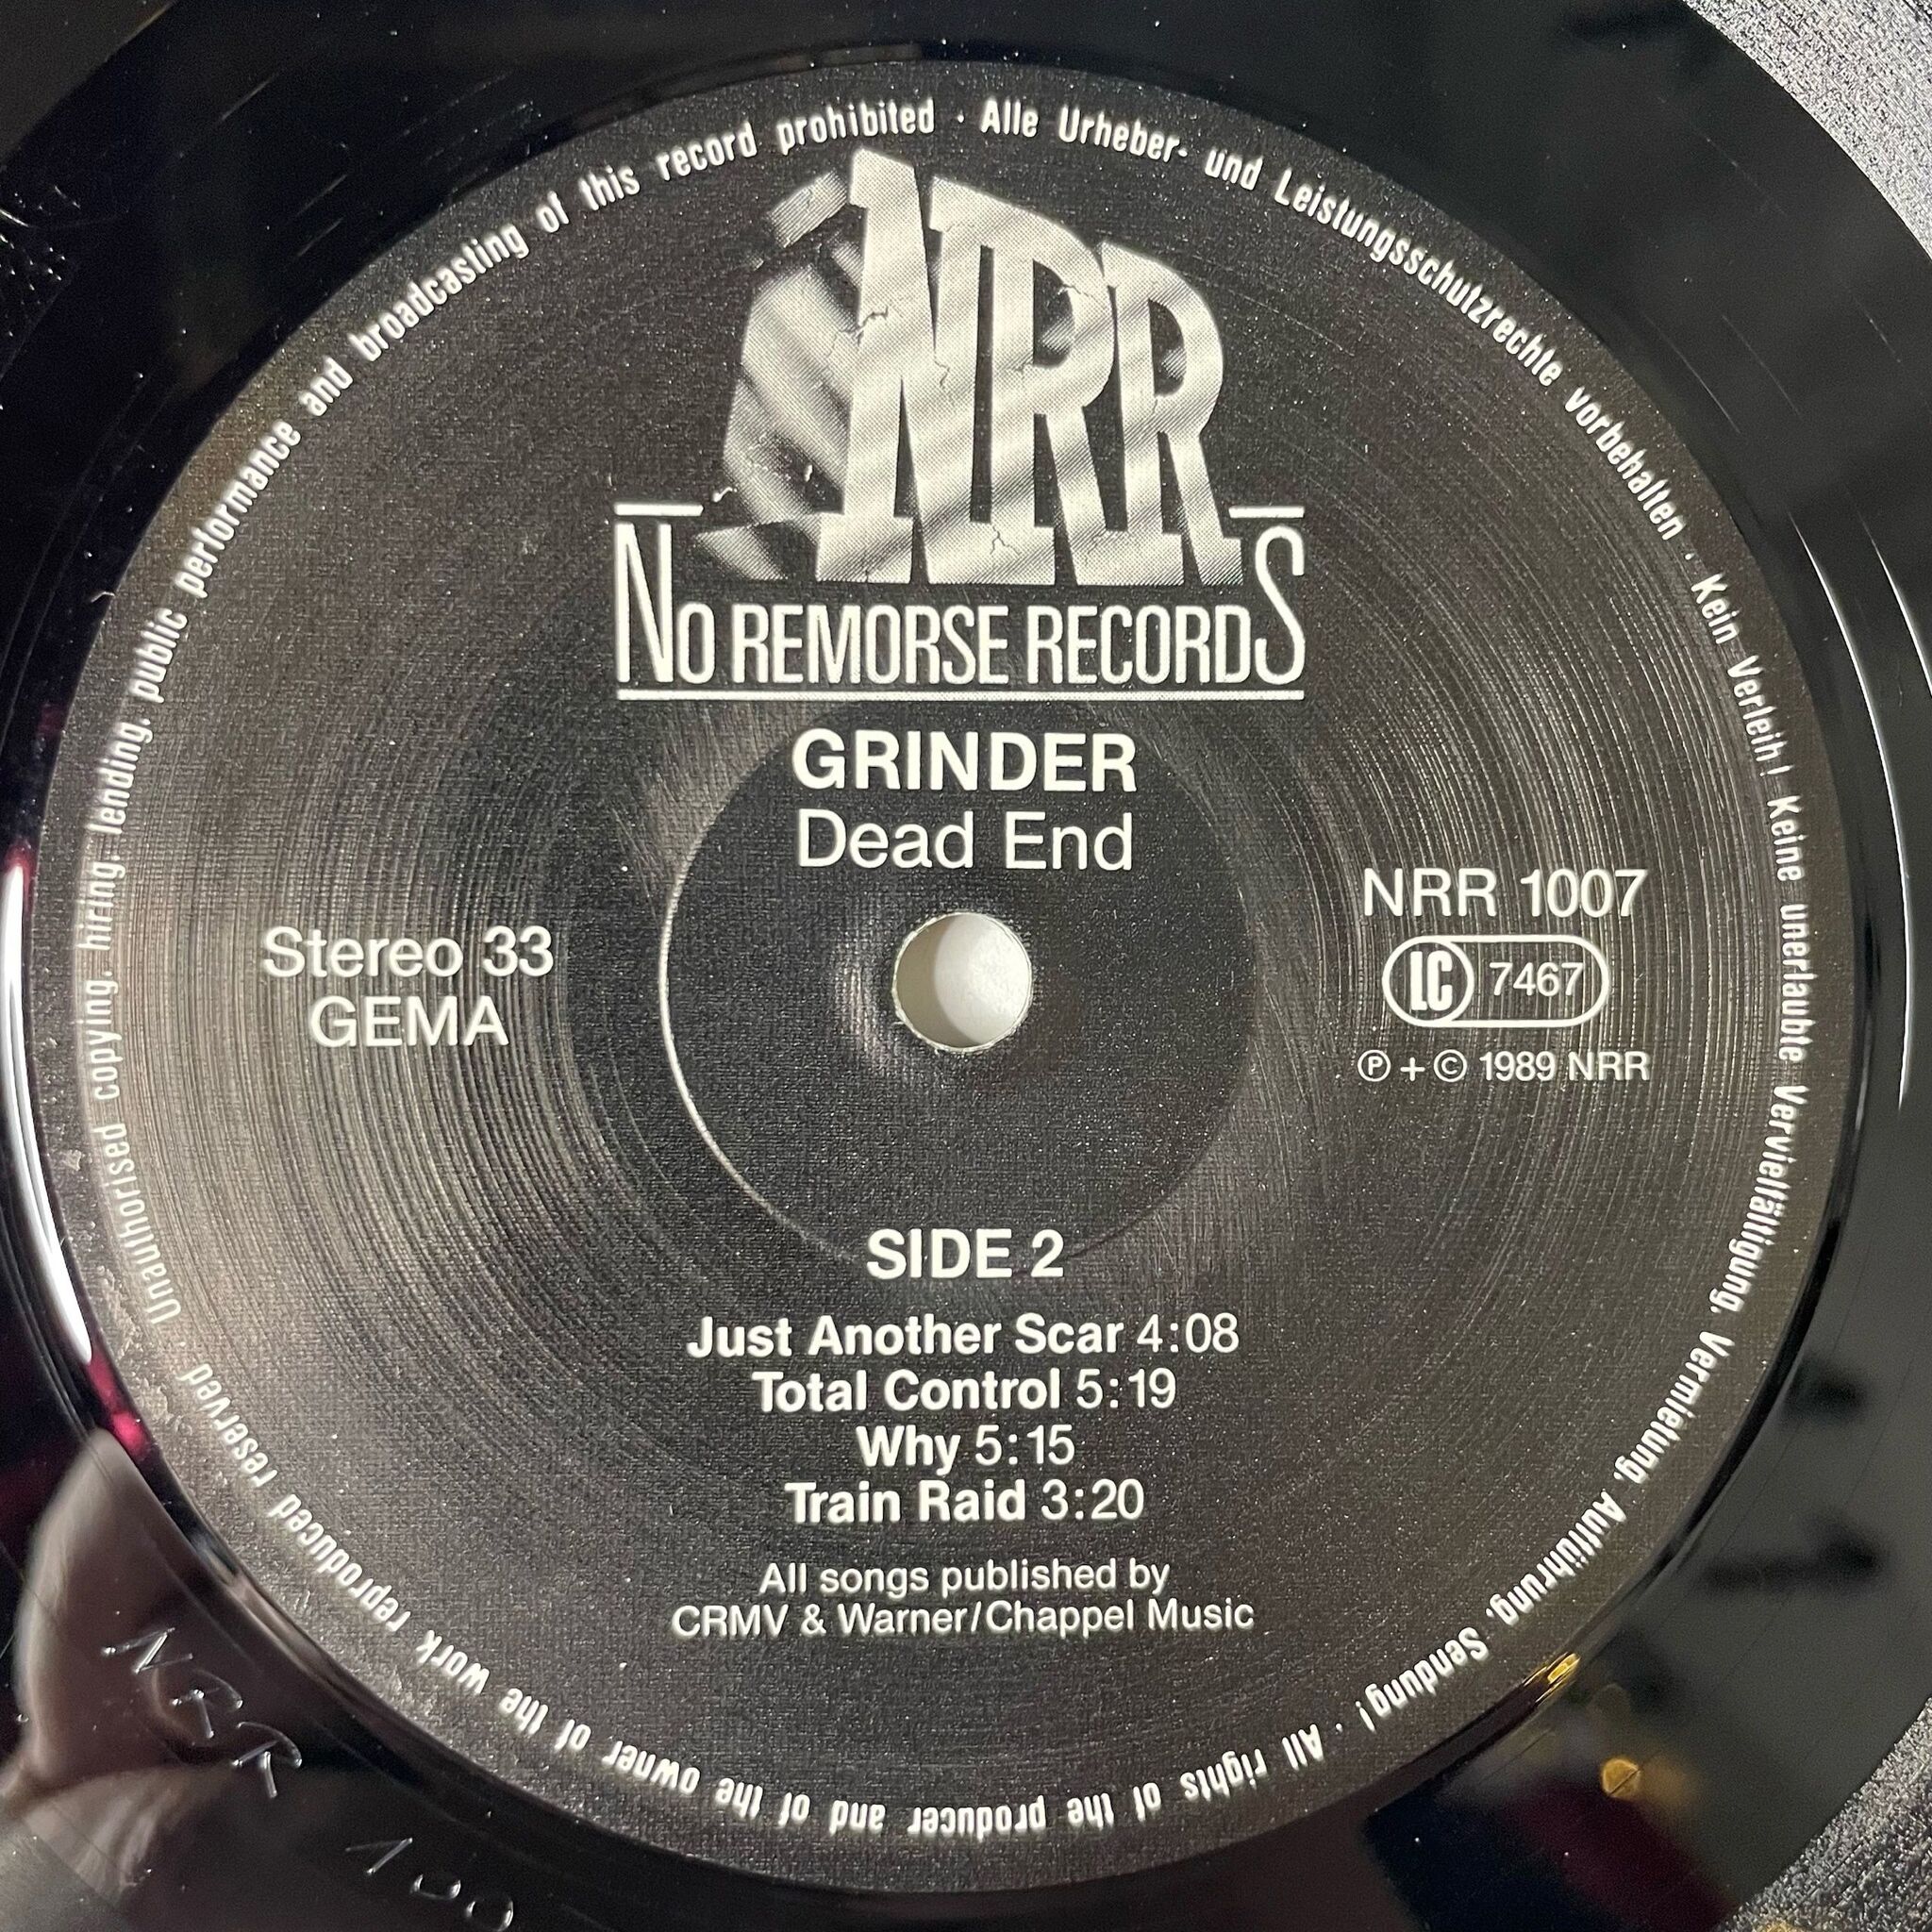 Unauthorised copying, hiring, lending, public performance and broadcasting of this record prohibited · Alle Urheber- und Leistungsschutzrechte vorbehalten · Kein Verleih! Keine unerlaubte Vervielfältigung, Vermietung, Aufführung, Sendung! · All rights of the producer and of the owner of the work reproduced reserved ·
NRR
NO REMORSE RECORDS
GRINDER
Dead End
Stereo 33
GEMA
NRR 1007
LC 7467
℗ + © 1989 NRR
SIDE 2
Just Another Scar 4:08
Total Control 5:19
Why 5:15
Train Raid 3:20
All songs published by
CRMV & Warner/Chappel Music
NRR